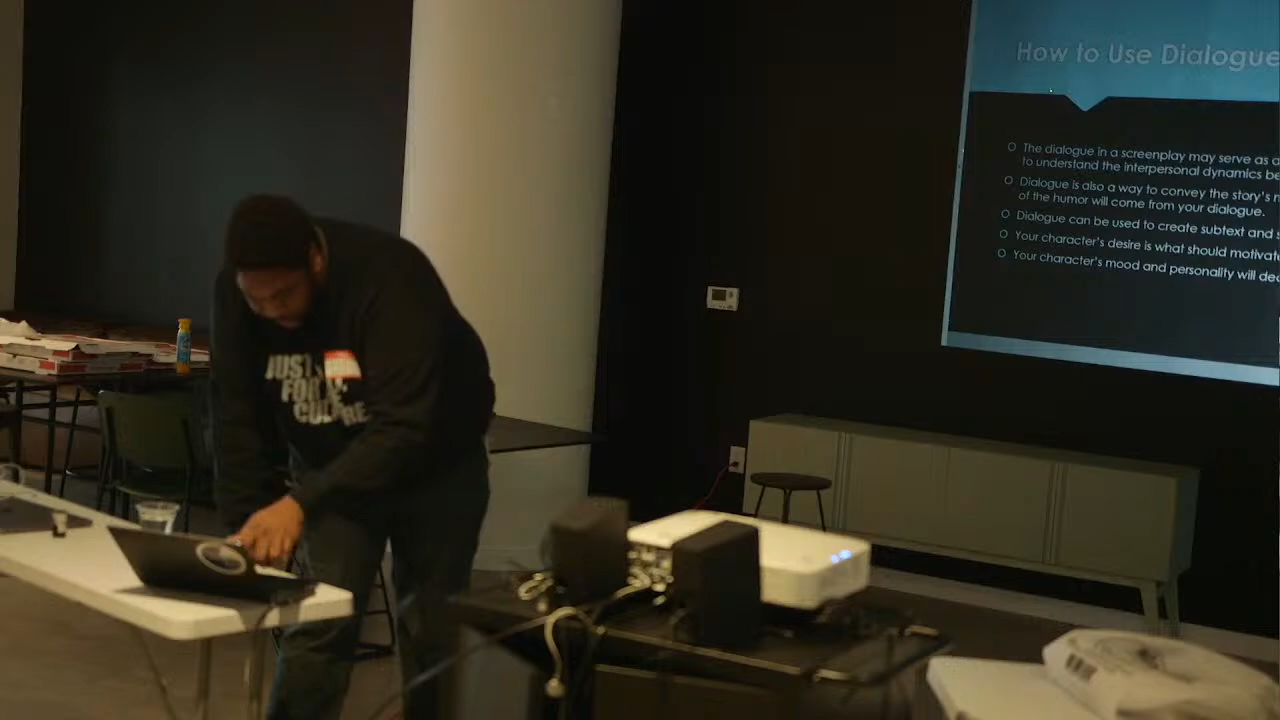 How to Use Dialogue
The dialogue in a screenplay may serve as a
to understand the interpersonal dynamics be
Dialogue is also a way to convey the story's m
of the humor will come from your dialogue.
Dialogue can be used to create subtext and s
Your character's desire is what should motivate
Your character's mood and personality will de
JUST
FOR
CULTURE